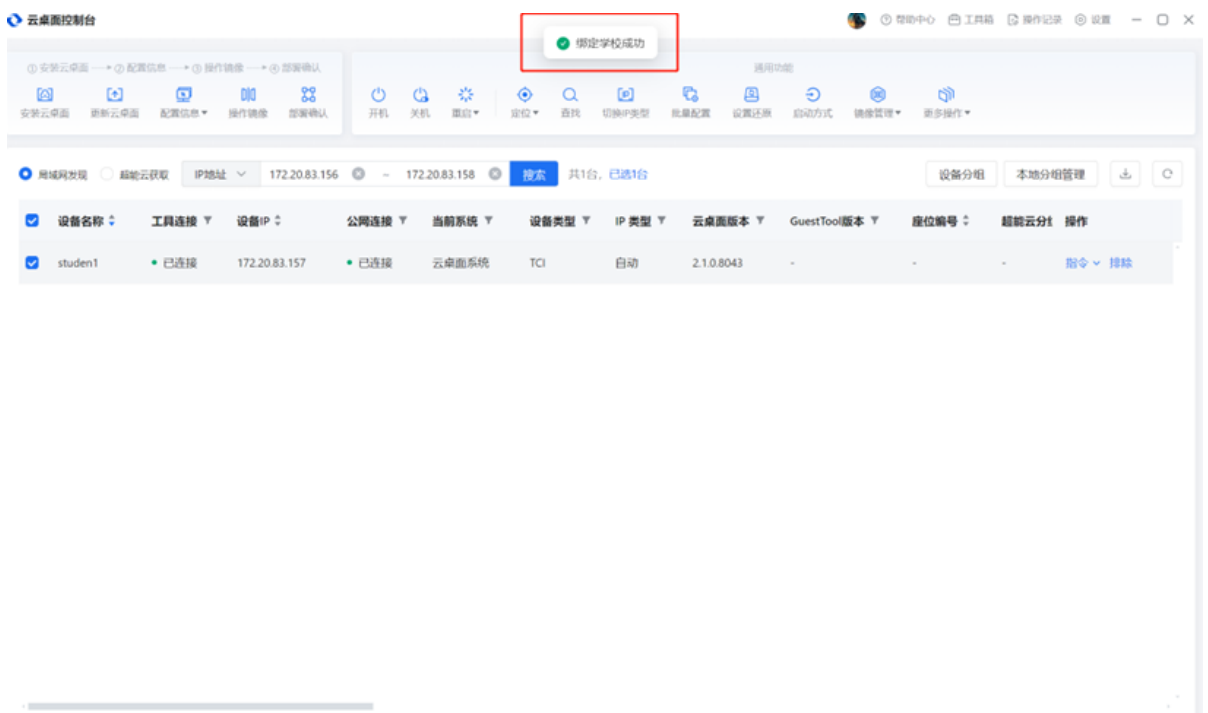 云桌面控制台
帮助中心 工具箱 操作记录 设置
绑定学校成功
①安装云桌面 ②配置信息 ③操作镜像 ④部署确认
通用功能
安装云桌面 更新云桌面 配置信息 操作镜像 部署确认 开机 关机 重启 定位 查找 切换IP类型 批量配置 设置还原 启动方式 镜像管理 更多操作
局域网发现 超能云获取 IP地址 172.20.83.156 ~ 172.20.83.158 搜索 共1台, 已选1台 设备分组 本地分组管理
设备名称 工具连接 设备IP 公网连接 当前系统 设备类型 IP 类型 云桌面版本 GuestTool版本 座位编号 超能云分 操作
studen1 已连接 172.20.83.157 已连接 云桌面系统 TCI 自动 2.1.0.8043 - - - 指令 排除